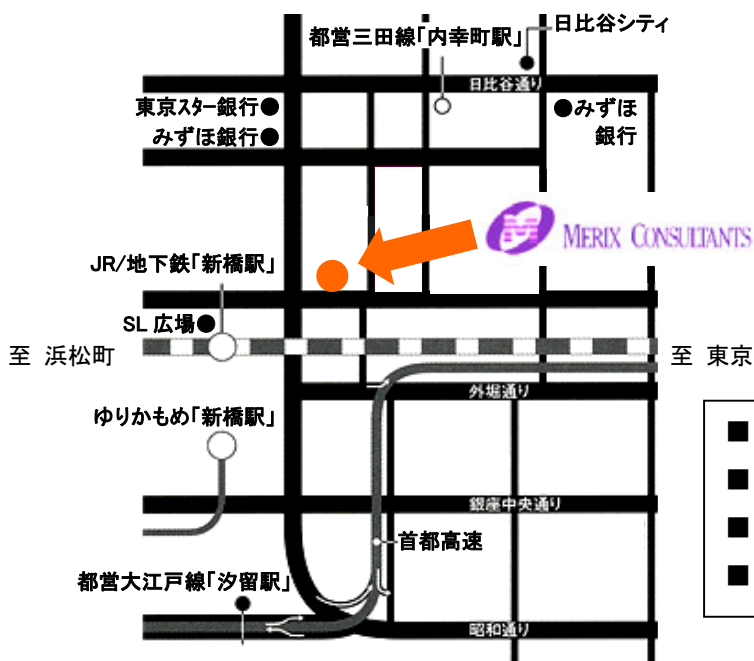 日比谷シティ
都営三田線「内幸町駅」
日比谷通り
東京スター銀行●
みずほ銀行●
●みずほ
銀行
MERIX CONSULTANTS
JR/地下鉄「新橋駅」
SL 広場●
至 浜松町
至 東京
外堀通り
ゆりかもめ「新橋駅」
銀座中央通り
首都高速
都営大江戸線「汐留駅」
昭和通り